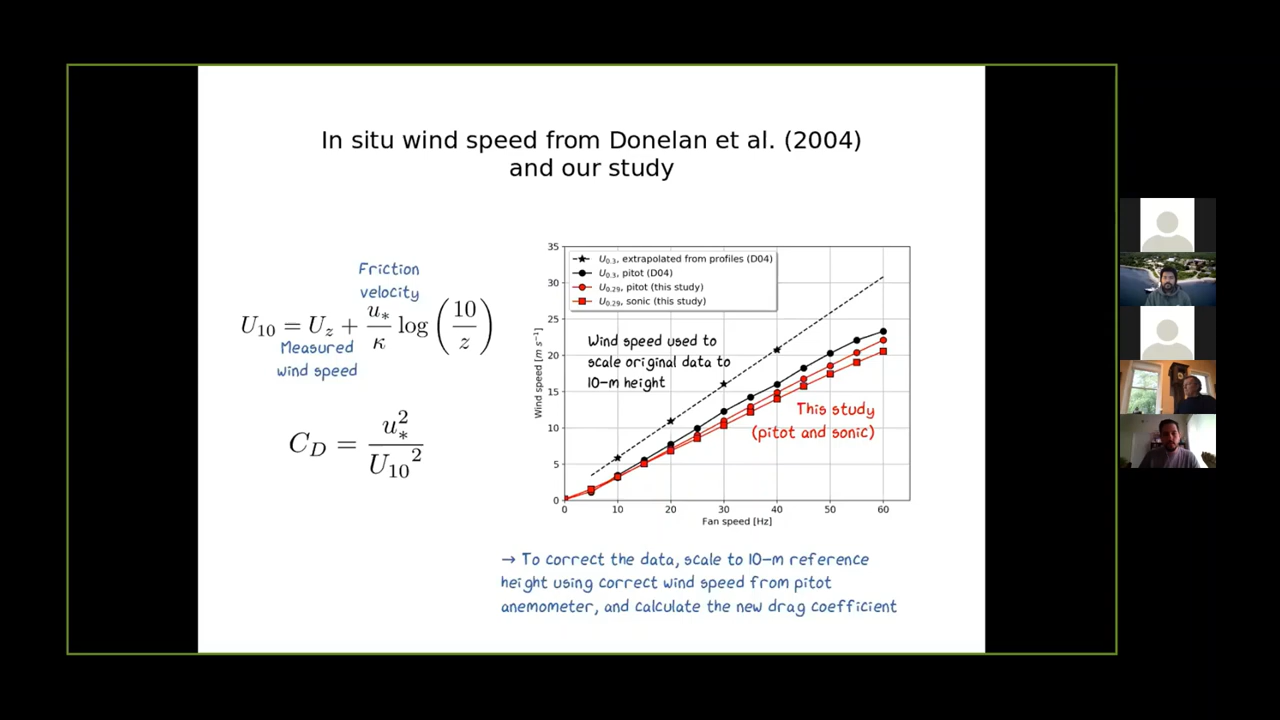 In situ wind speed from Donelan et al. (2004)
and our study
Friction
velocity
U₁₀ = U_z + u_*/κ log (10/z)
Measured
wind speed
C_D = u_*²/U₁₀²
35
30
25
20
15
10
5
0
Wind speed [m s⁻¹]
U₀.₃, extrapolated from profiles (D04)
U₀.₃, pitot (D04)
U₀.₂₉, pitot (this study)
U₀.₂₉, sonic (this study)
Wind speed used to
scale original data to
10-m height
This study
(pitot and sonic)
0 10 20 30 40 50 60
Fan speed [Hz]
→ To correct the data, scale to 10-m reference
height using correct wind speed from pitot
anemometer, and calculate the new drag coefficient